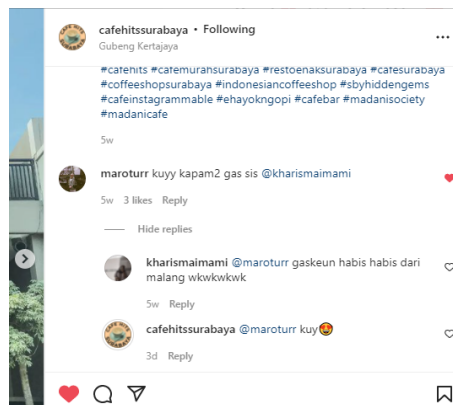 cafehitssurabaya • Following
Gubeng Kertajaya
#cafehits #cafemurahsurabaya #restoenaksurabaya #cafesurabaya
#coffeeshopsurabaya #indonesiancoffeeshop #sbyhiddengems
#cafeinstagrammable #ehayokngopi #cafebar #madanisociety
#madanicafe
5w
maroturr kuyy kapam2 gas sis @kharismaimami
5w 3 likes Reply
Hide replies
kharismaimami @maroturr gaskeun habis habis dari
malang wkwkwkwk
5w Reply
cafehitssurabaya @maroturr kuy😍
3d Reply